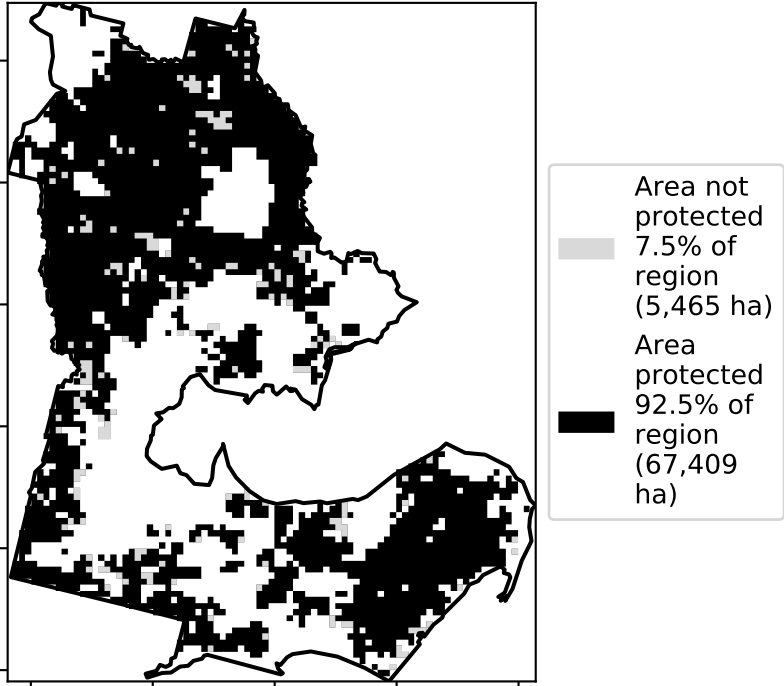 Area not
protected
7.5% of
region
(5,465 ha)
Area
protected
92.5% of
region
(67,409
ha)